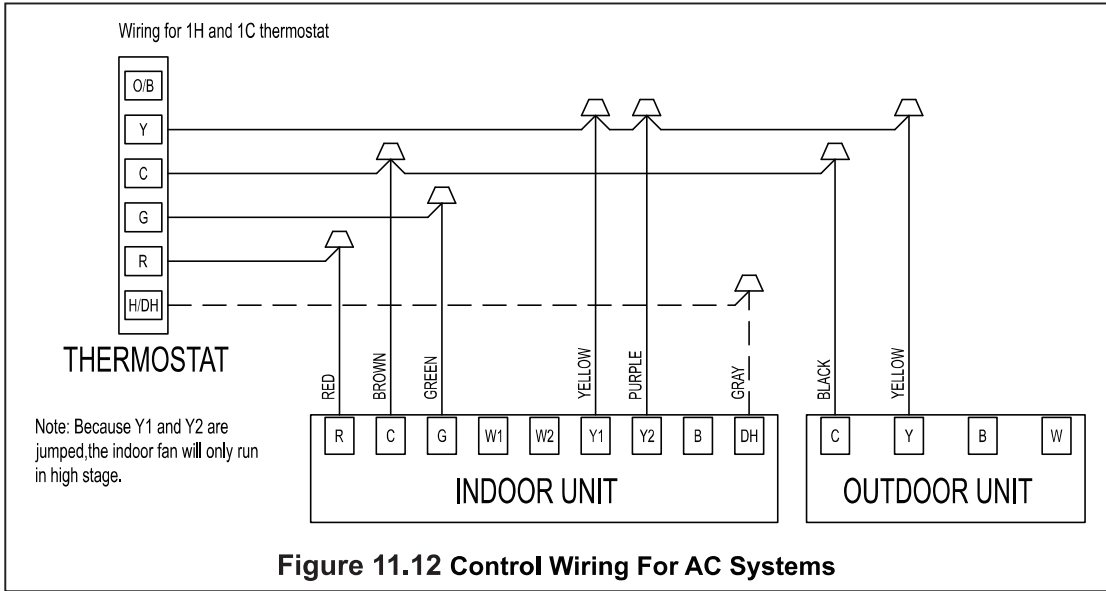 Wiring for 1H and 1C thermostat
O/B
Y
C
G
R
H/DH
THERMOSTAT
Note: Because Y1 and Y2 are
jumped,the indoor fan will only run
in high stage.
RED
BROWN
GREEN
YELLOW
PURPLE
GRAY
BLACK
YELLOW
R C G W1 W2 Y1 Y2 B DH
C Y B W
INDOOR UNIT
OUTDOOR UNIT
Figure 11.12 Control Wiring For AC Systems